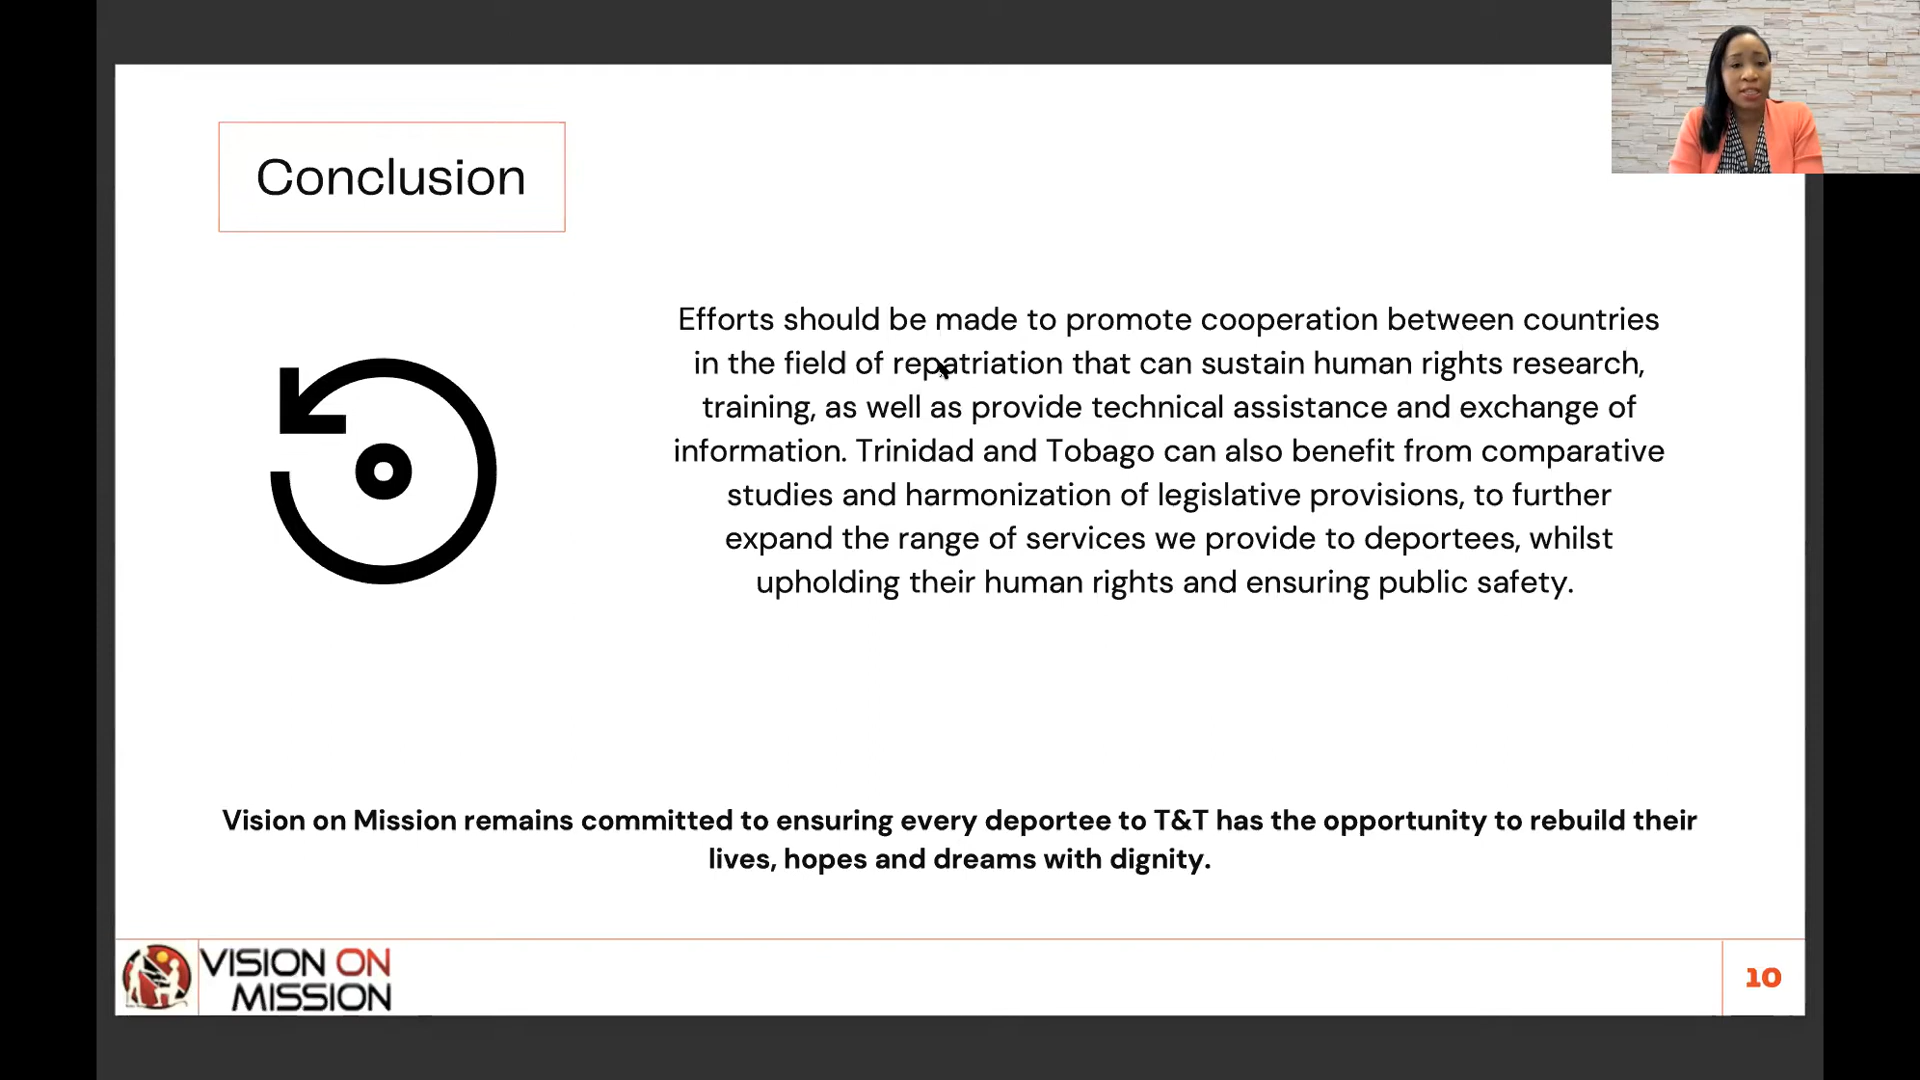 Conclusion
Efforts should be made to promote cooperation between countries
in the field of repatriation that can sustain human rights research,
training, as well as provide technical assistance and exchange of
information. Trinidad and Tobago can also benefit from comparative
studies and harmonization of legislative provisions, to further
expand the range of services we provide to deportees, whilst
upholding their human rights and ensuring public safety.
Vision on Mission remains committed to ensuring every deportee to T&T has the opportunity to rebuild their
lives, hopes and dreams with dignity.
VISION ON
MISSION
10